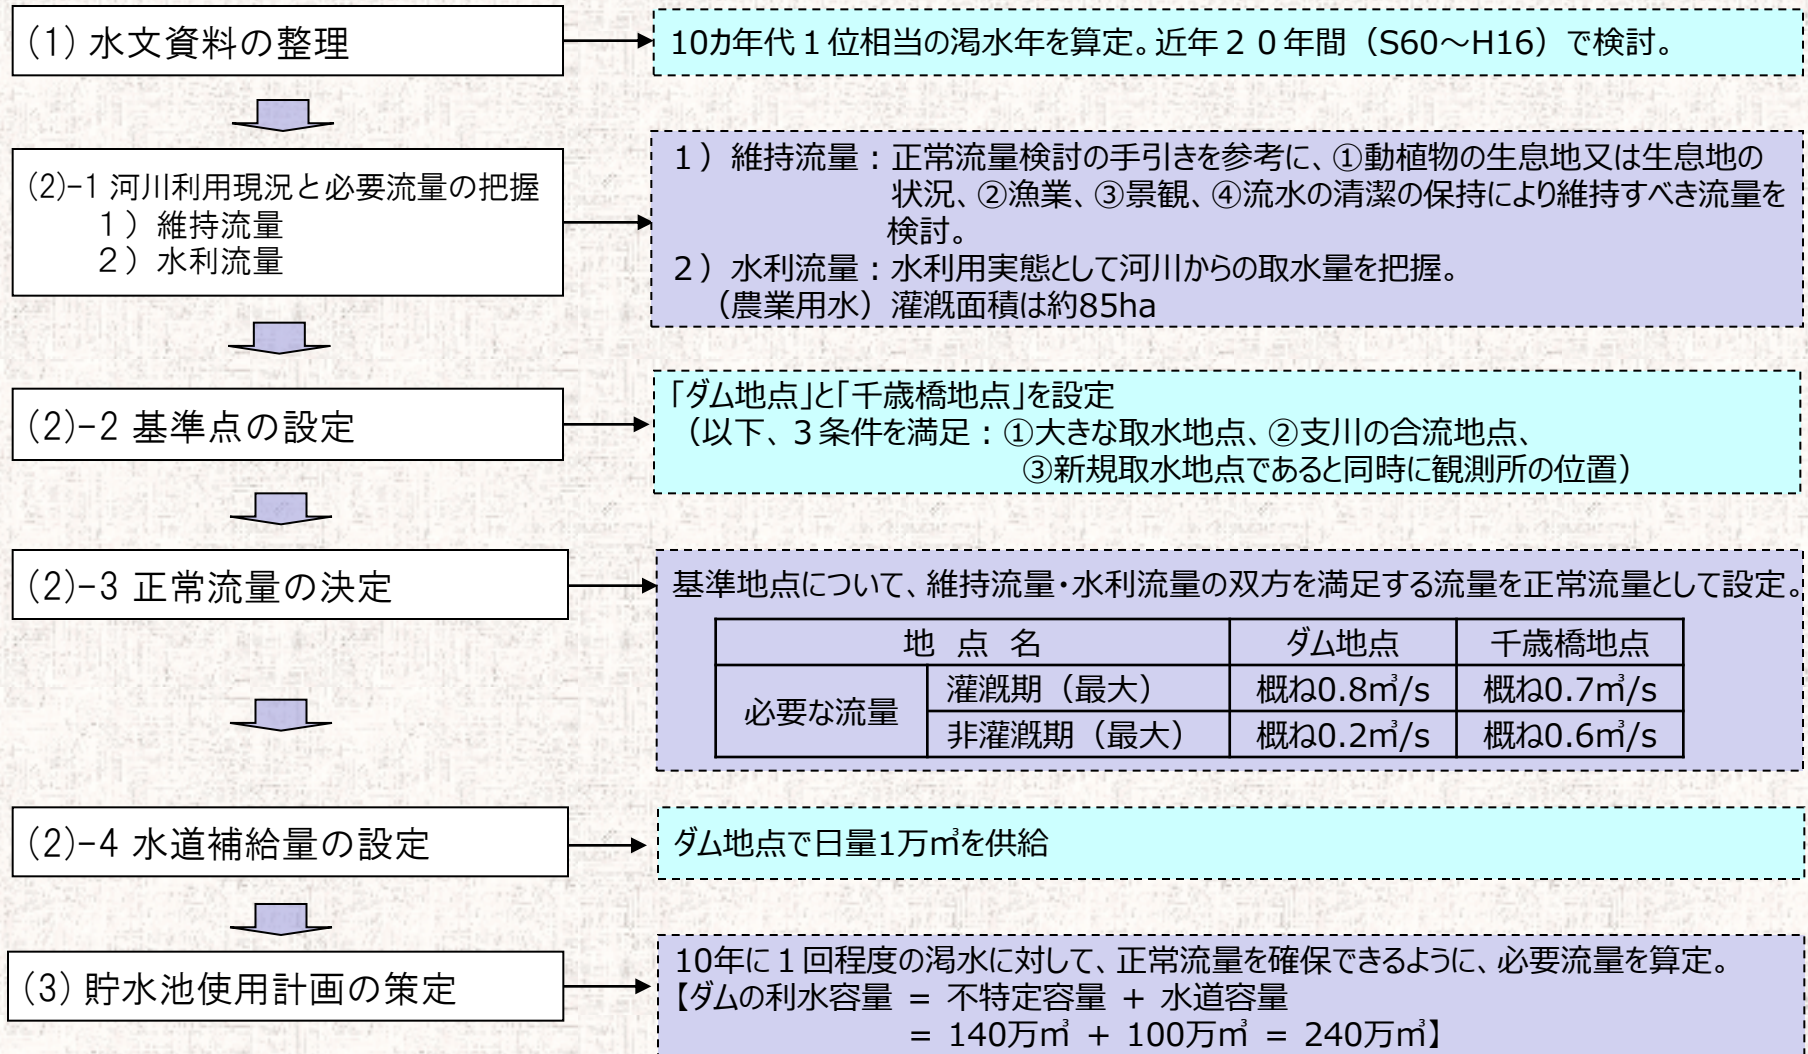 (1) 水文資料の整理
10カ年代１位相当の渇水年を算定。近年２０年間（S60～H16）で検討。
(2)-1 河川利用現況と必要流量の把握
１）維持流量
２）水利流量
１）維持流量：正常流量検討の手引きを参考に、①動植物の生息地又は生息地の
状況、②漁業、③景観、④流水の清潔の保持により維持すべき流量を
検討。
２）水利流量：水利用実態として河川からの取水量を把握。
（農業用水）灌漑面積は約85ha
(2)-2 基準点の設定
「ダム地点」と「千歳橋地点」を設定
（以下、３条件を満足：①大きな取水地点、②支川の合流地点、
③新規取水地点であると同時に観測所の位置）
(2)-3 正常流量の決定
基準地点について、維持流量・水利流量の双方を満足する流量を正常流量として設定。
地 点 名 ダム地点 千歳橋地点
必要な流量 灌漑期（最大） 概ね0.8㎥/s 概ね0.7㎥/s
非灌漑期（最大） 概ね0.2㎥/s 概ね0.6㎥/s
(2)-4 水道補給量の設定
ダム地点で日量1万㎥を供給
(3) 貯水池使用計画の策定
10年に１回程度の渇水に対して、正常流量を確保できるように、必要流量を算定。
【ダムの利水容量 = 不特定容量 + 水道容量
= 140万㎥ + 100万㎥ = 240万㎥】